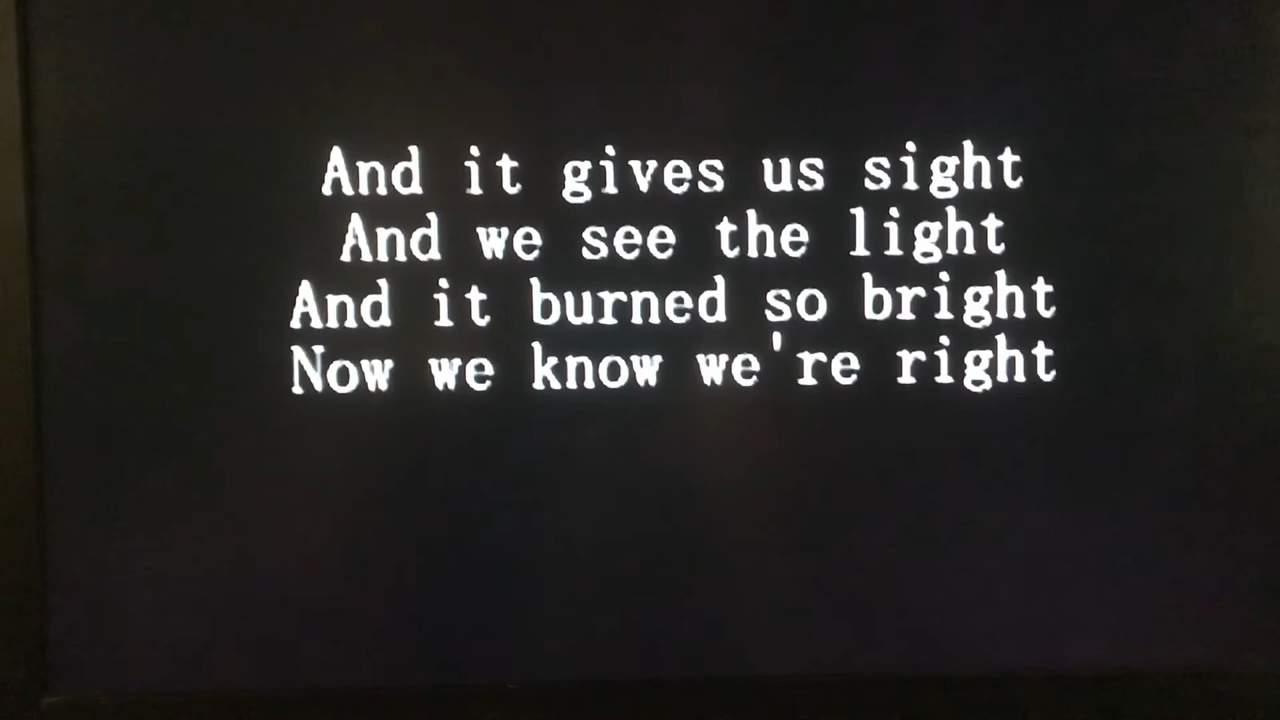 And it gives us sight
And we see the light
And it burned so bright
Now we know we're right